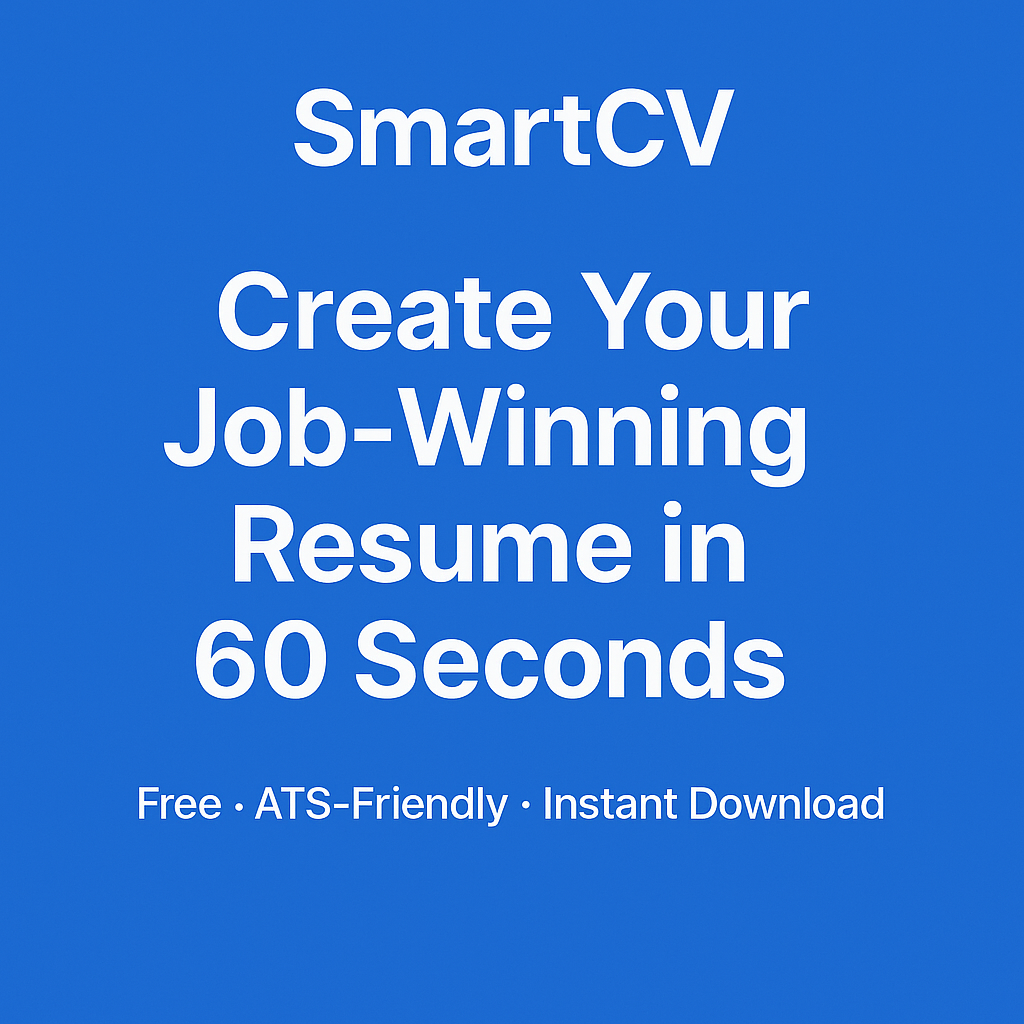 SmartCV
Create Your
Job-Winning
Resume in
60 Seconds
Free · ATS-Friendly · Instant Download